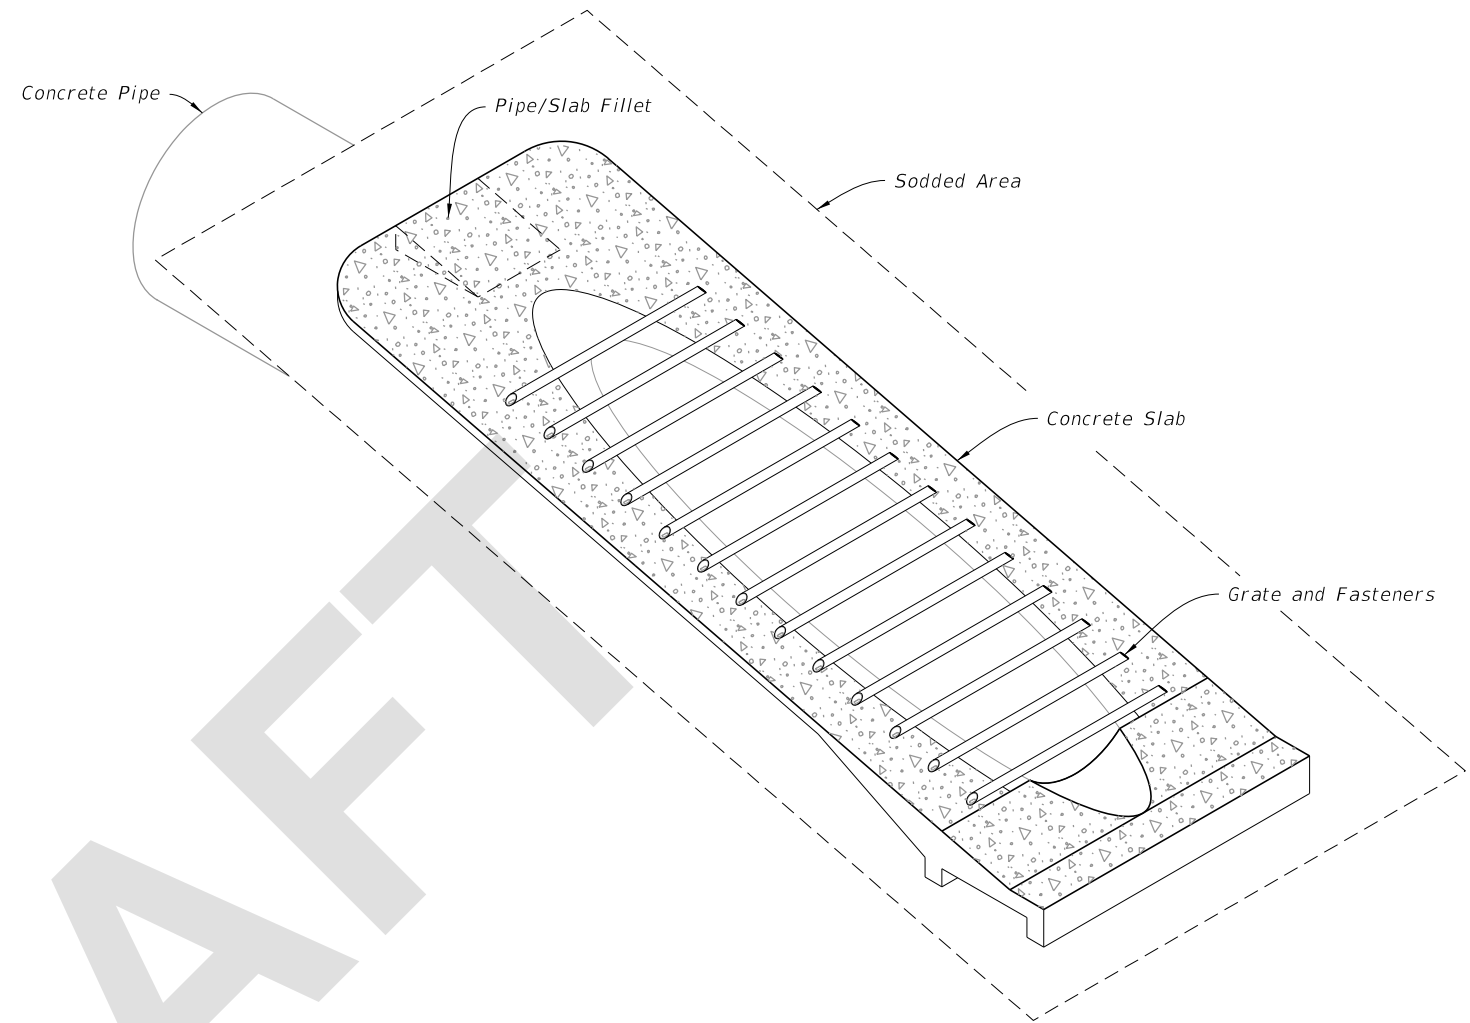 Concrete Pipe
Pipe/Slab Fillet
Sodded Area
Concrete Slab
Grate and Fasteners
AFT